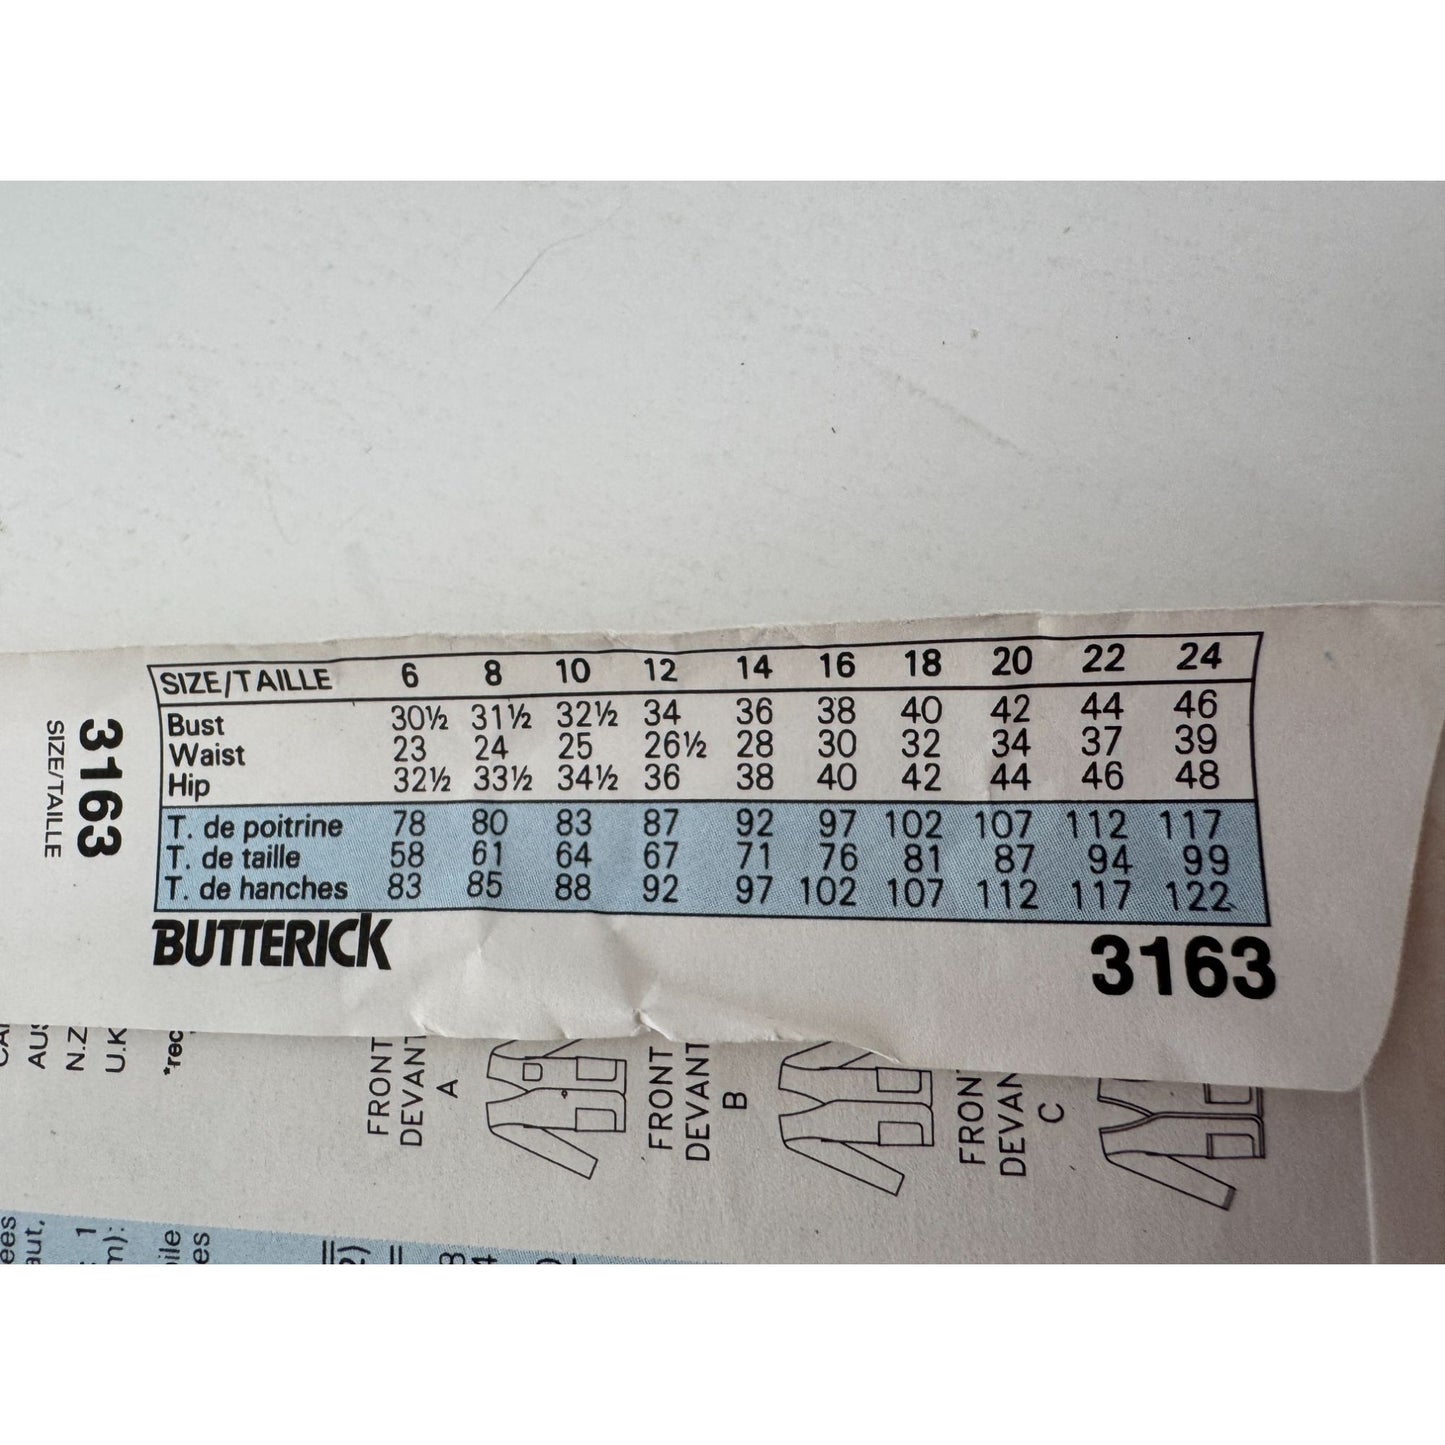 SIZE/TAILLE 6 8 10 12 14 16 18 20 22 24
Bust 30½ 31½ 32½ 34 36 38 40 42 44 46
Waist 23 24 25 26½ 28 30 32 34 37 39
Hip 32½ 33½ 34½ 36 38 40 42 44 46 48
T. de poitrine 78 80 83 87 92 97 102 107 112 117
T. de taille 58 61 64 67 71 76 81 87 94 99
T. de hanches 83 85 88 92 97 102 107 112 117 122
BUTTERICK 3163
3163
SIZE/TAILLE
N.Z
U.K
FRONT
DEVANT
A
FRONT
DEVANT
B
C